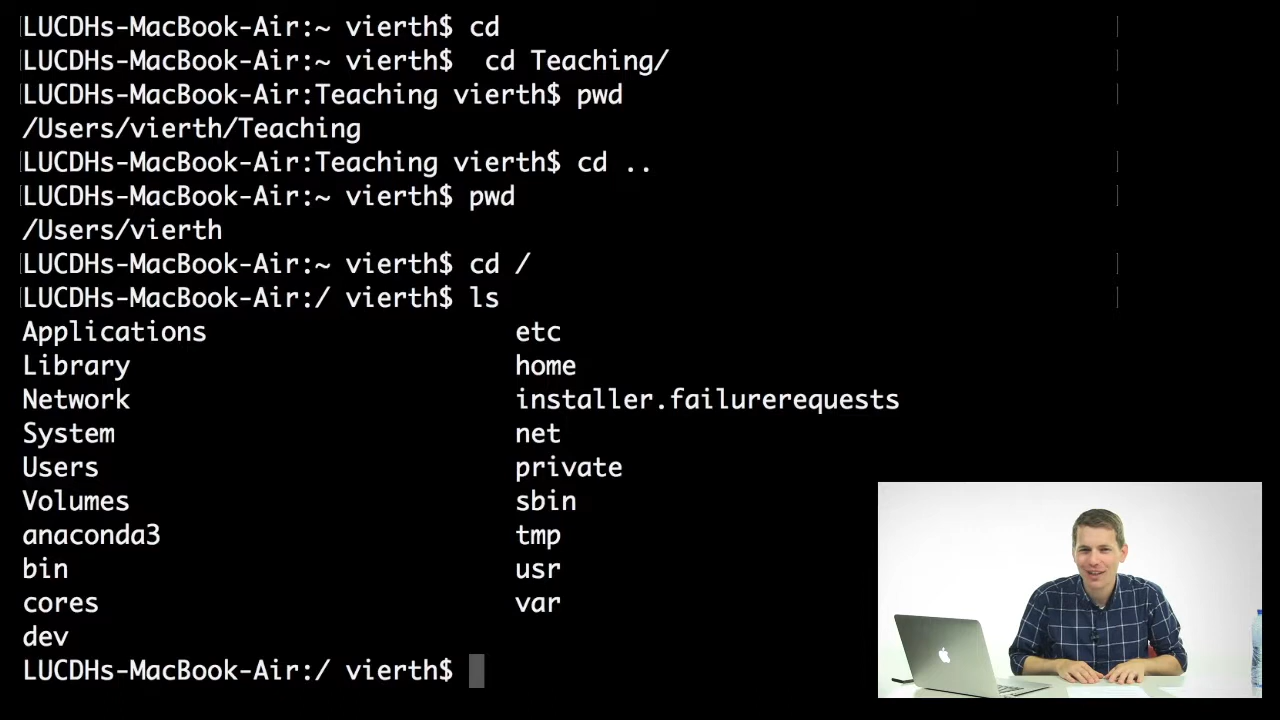 LUCDHs-MacBook-Air:~ vierth$ cd
LUCDHs-MacBook-Air:~ vierth$  cd Teaching/
LUCDHs-MacBook-Air:Teaching vierth$ pwd
/Users/vierth/Teaching
LUCDHs-MacBook-Air:Teaching vierth$ cd ..
LUCDHs-MacBook-Air:~ vierth$ pwd
/Users/vierth
LUCDHs-MacBook-Air:~ vierth$ cd /
LUCDHs-MacBook-Air:/ vierth$ ls
Applications etc
Library home
Network installer.failurerequests
System net
Users private
Volumes sbin
anaconda3 tmp
bin usr
cores var
dev
LUCDHs-MacBook-Air:/ vierth$